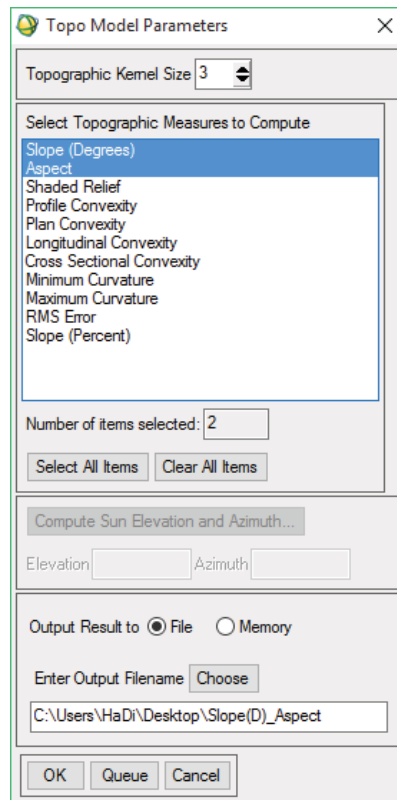 Topo Model Parameters
Topographic Kernel Size 3
Select Topographic Measures to Compute
Slope (Degrees)
Aspect
Shaded Relief
Profile Convexity
Plan Convexity
Longitudinal Convexity
Cross Sectional Convexity
Minimum Curvature
Maximum Curvature
RMS Error
Slope (Percent)
Number of items selected: 2
Select All Items Clear All Items
Compute Sun Elevation and Azimuth...
Elevation Azimuth
Output Result to File Memory
Enter Output Filename Choose
C:\Users\HaDi\Desktop\Slope(D)_Aspect
OK Queue Cancel